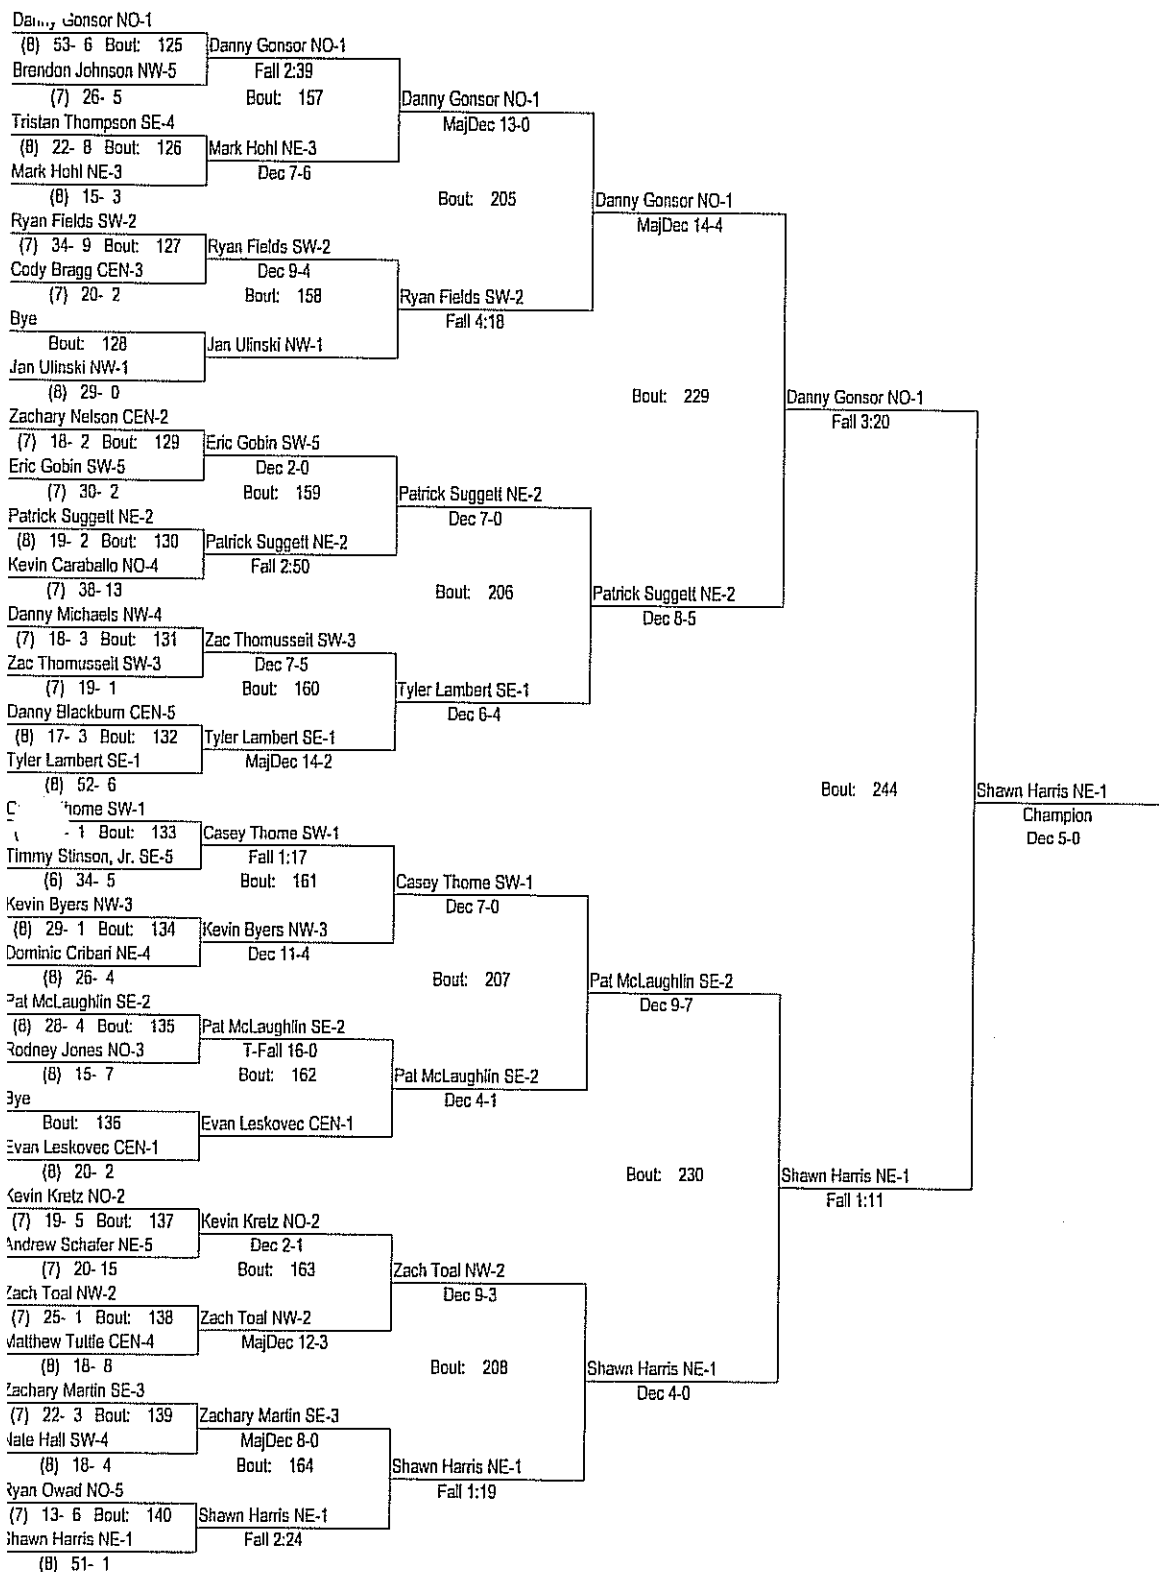 Danny Gonsor NO-1
(8) 53- 6 Bout: 125
Brendon Johnson NW-5
(7) 26- 5
Tristan Thompson SE-4
(8) 22- 8 Bout: 126
Mark Hohl NE-3
(8) 15- 3
Ryan Fields SW-2
(7) 34- 9 Bout: 127
Cody Bragg CEN-3
(7) 20- 2
Bye
Bout: 128
Jan Ulinski NW-1
(8) 29- 0
Zachary Nelson CEN-2
(7) 18- 2 Bout: 129
Eric Gobin SW-5
(7) 30- 2
Patrick Suggett NE-2
(8) 19- 2 Bout: 130
Kevin Caraballo NO-4
(7) 38- 13
Danny Michaels NW-4
(7) 18- 3 Bout: 131
Zac Thomusseit SW-3
(7) 19- 1
Danny Blackburn CEN-5
(8) 17- 3 Bout: 132
Tyler Lambert SE-1
(8) 52- 6
home SW-1
1 Bout: 133
Timmy Stinson, Jr. SE-5
(6) 34- 5
Kevin Byers NW-3
(8) 29- 1 Bout: 134
Dominic Cribari NE-4
(8) 26- 4
Pat McLaughlin SE-2
(8) 28- 4 Bout: 135
Rodney Jones NO-3
(8) 15- 7
Bye
Bout: 136
Evan Leskovec CEN-1
(8) 20- 2
Kevin Kretz NO-2
(7) 19- 5 Bout: 137
Andrew Schafer NE-5
(7) 20- 15
Zach Toal NW-2
(7) 25- 1 Bout: 138
Matthew Tuttle CEN-4
(8) 18- 8
Zachary Martin SE-3
(7) 22- 3 Bout: 139
Nate Hall SW-4
(8) 18- 4
Ryan Owad NO-5
(7) 13- 6 Bout: 140
Shawn Harris NE-1
(8) 51- 1
Danny Gonsor NO-1
Fall 2:39
Bout: 157
Mark Hohl NE-3
Dec 7-6
Ryan Fields SW-2
Dec 9-4
Bout: 158
Jan Ulinski NW-1
Eric Gobin SW-5
Dec 2-0
Bout: 159
Patrick Suggett NE-2
Fall 2:50
Zac Thomusseit SW-3
Dec 7-5
Bout: 160
Tyler Lambert SE-1
MajDec 14-2
Casey Thome SW-1
Fall 1:17
Bout: 161
Kevin Byers NW-3
Dec 11-4
Pat McLaughlin SE-2
T-Fall 16-0
Bout: 162
Evan Leskovec CEN-1
Kevin Kretz NO-2
Dec 2-1
Bout: 163
Zach Toal NW-2
MajDec 12-3
Zachary Martin SE-3
MajDec 8-0
Bout: 164
Shawn Harris NE-1
Fall 2:24
Danny Gonsor NO-1
MajDec 13-0
Bout: 205
Ryan Fields SW-2
Fall 4:18
Patrick Suggett NE-2
Dec 7-0
Bout: 206
Tyler Lambert SE-1
Dec 6-4
Casey Thome SW-1
Dec 7-0
Bout: 207
Pat McLaughlin SE-2
Dec 4-1
Zach Toal NW-2
Dec 9-3
Bout: 208
Shawn Harris NE-1
Fall 1:19
Danny Gonsor NO-1
MajDec 14-4
Bout: 229
Patrick Suggett NE-2
Dec 8-5
Pat McLaughlin SE-2
Dec 9-7
Bout: 230
Shawn Harris NE-1
Dec 4-0
Danny Gonsor NO-1
Fall 3:20
Bout: 244
Shawn Harris NE-1
Fall 1:11
Shawn Harris NE-1
Champion
Dec 5-0